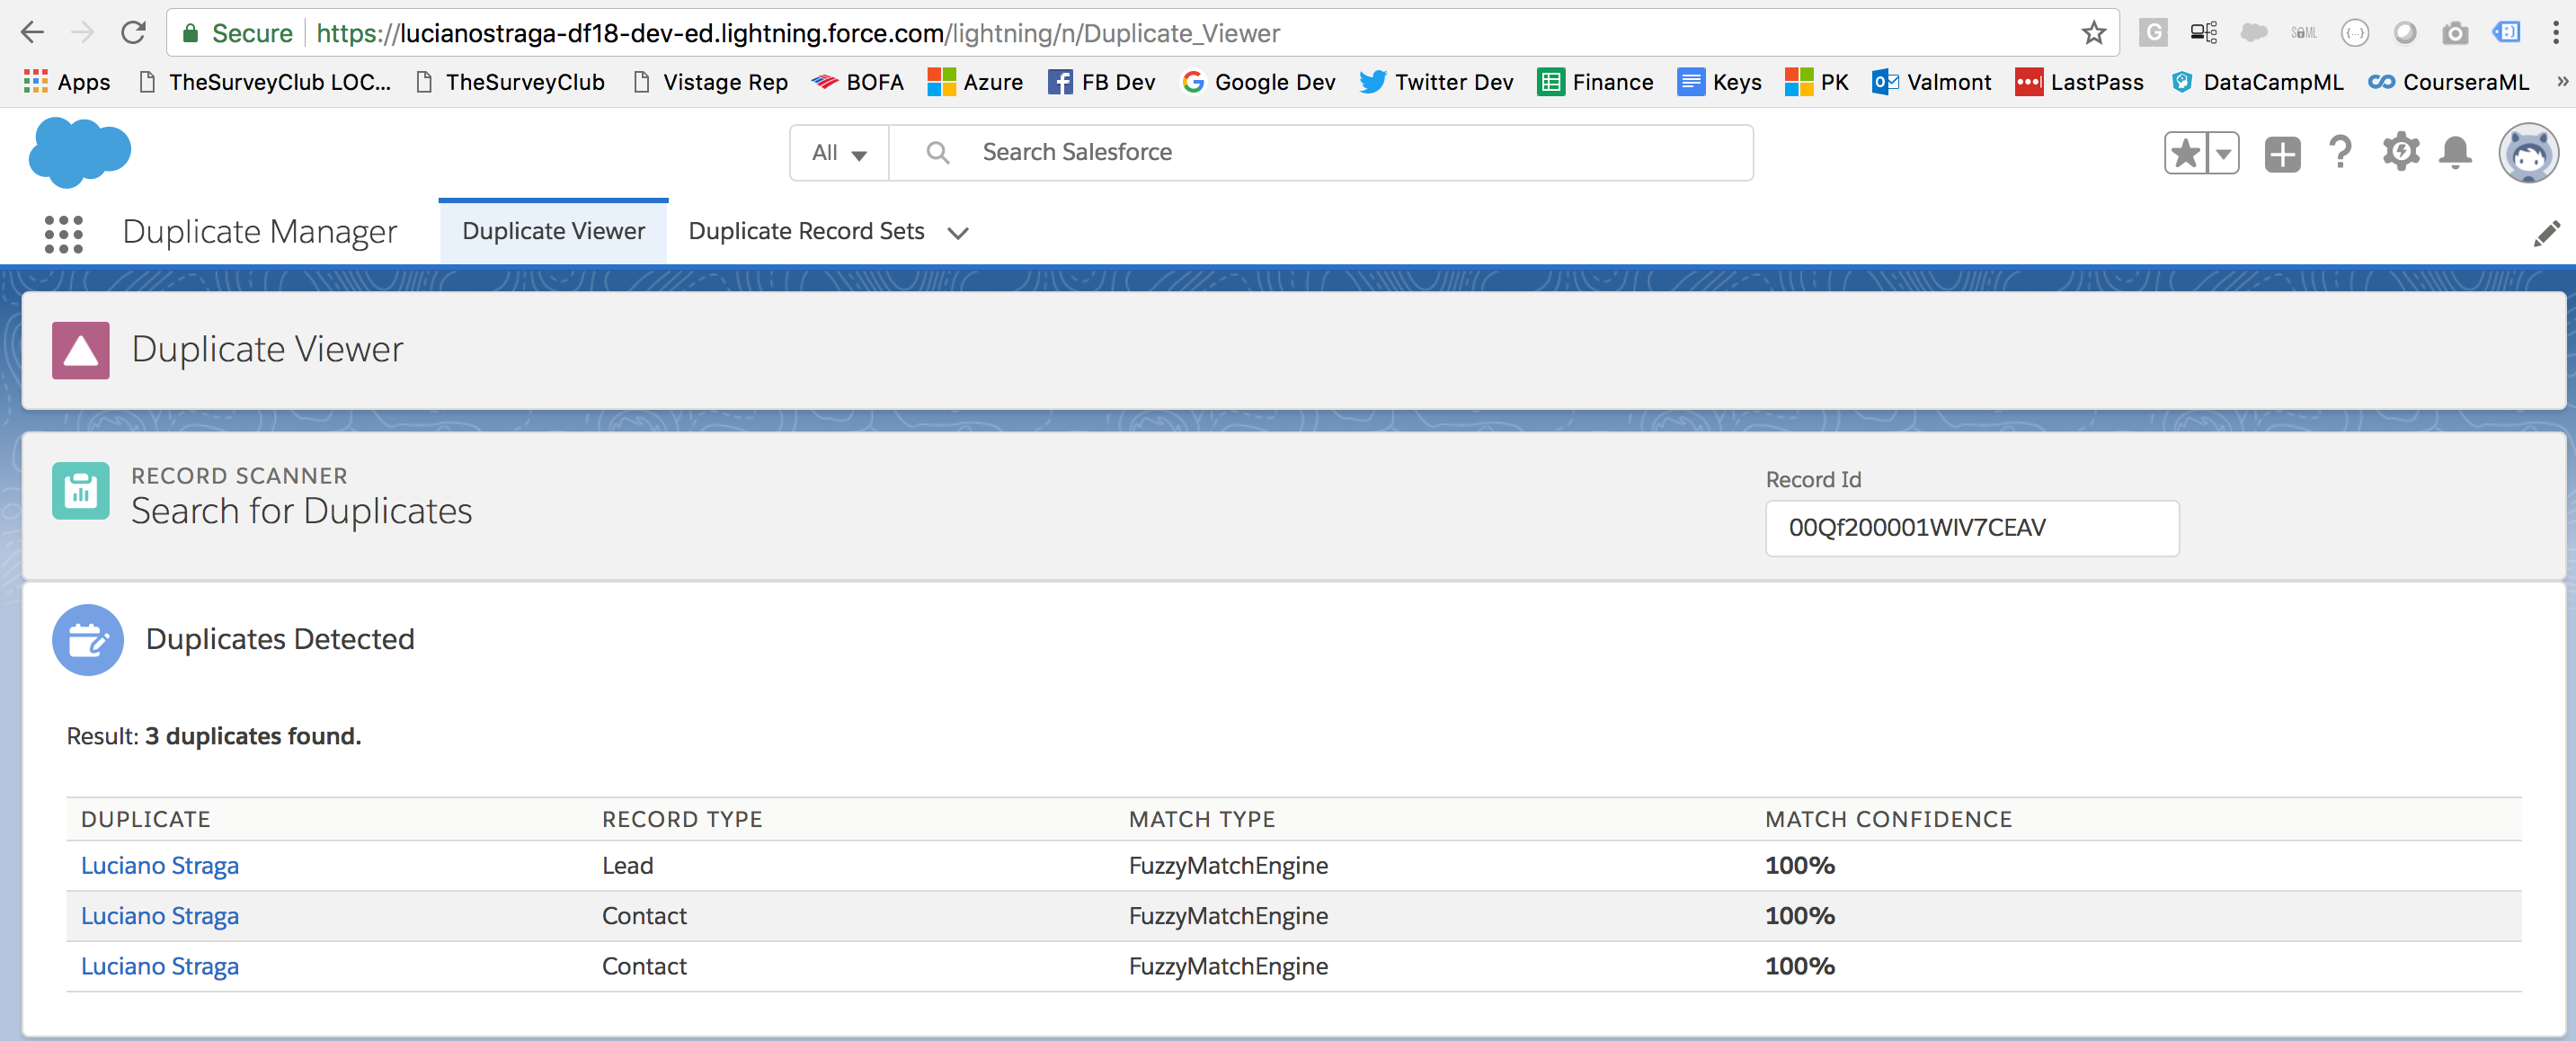 Secure https://lucianostraga-df18-dev-ed.lightning.force.com/lightning/n/Duplicate_Viewer
G {...}
Apps TheSurveyClub LOC... TheSurveyClub Vistage Rep BOFA Azure FB Dev Google Dev Twitter Dev Finance Keys PK Valmont LastPass DataCampML CourseraML »
All Search Salesforce
Duplicate Manager Duplicate Viewer Duplicate Record Sets
Duplicate Viewer
RECORD SCANNER
Search for Duplicates
Record Id
00Qf200001WIV7CEAV
Duplicates Detected
Result: 3 duplicates found.
DUPLICATE RECORD TYPE MATCH TYPE MATCH CONFIDENCE
Luciano Straga Lead FuzzyMatchEngine 100%
Luciano Straga Contact FuzzyMatchEngine 100%
Luciano Straga Contact FuzzyMatchEngine 100%